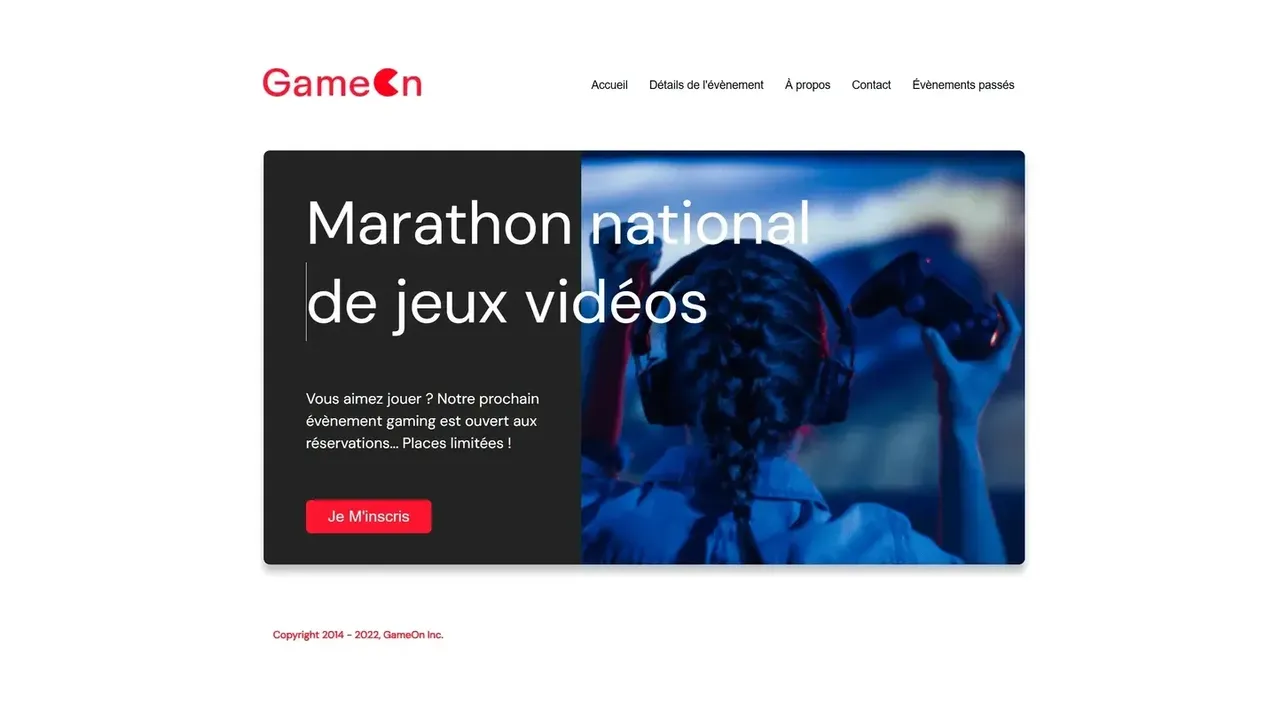 GameOn
Accueil Détails de l'évènement À propos Contact Évènements passés
Marathon national
de jeux vidéos
Vous aimez jouer ? Notre prochain
évènement gaming est ouvert aux
réservations... Places limitées !
Je M'inscris
Copyright 2014 - 2022, GameOn Inc.